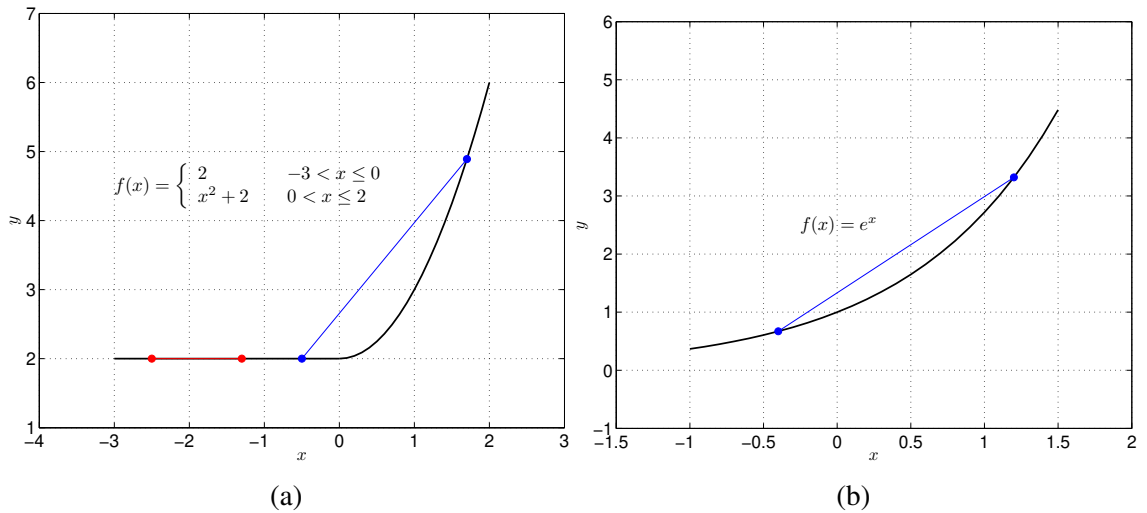 7
6
5
4
3
2
1
y
f(x) = { 2 −3 < x ≤ 0
x² + 2 0 < x ≤ 2
−4 −3 −2 −1 0 1 2 3
x
(a)
6
5
4
3
2
1
0
−1
y
f(x) = eˣ
−1.5 −1 −0.5 0 0.5 1 1.5 2
x
(b)